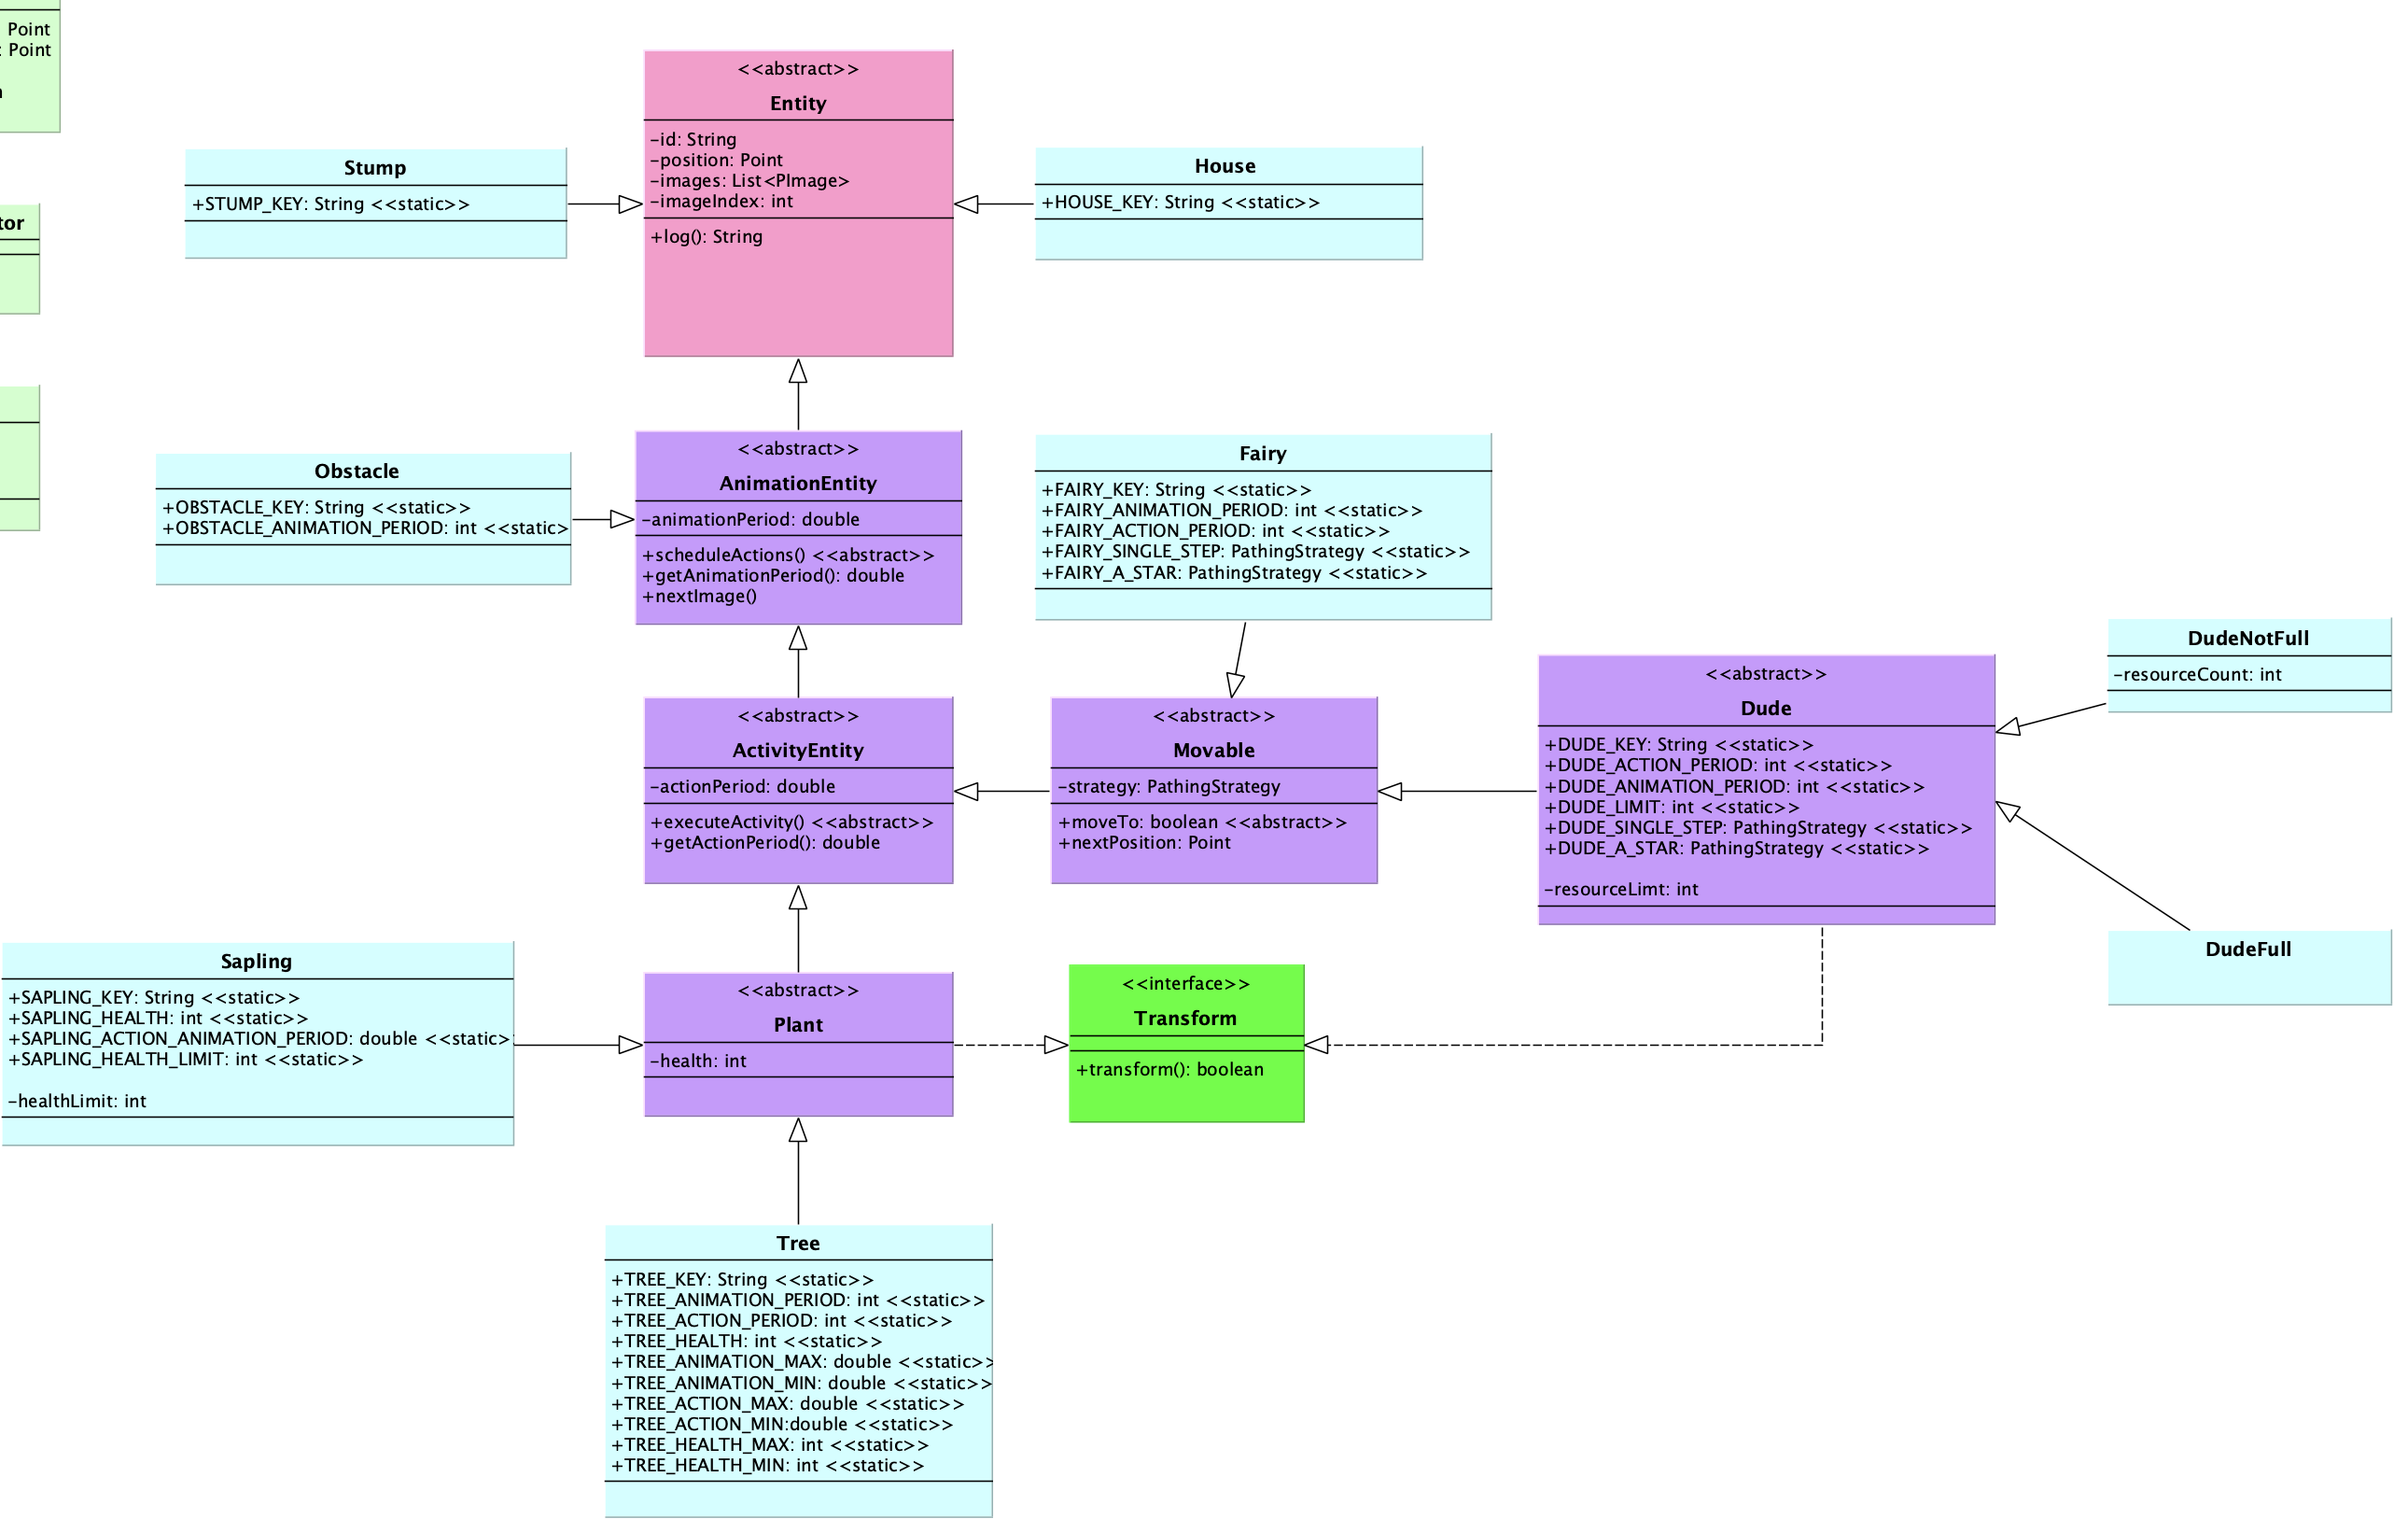 Point
: Point
tor
<<abstract>>
Entity
-id: String
-position: Point
-images: List<PImage>
-imageIndex: int
+log(): String
Stump
+STUMP_KEY: String <<static>>
House
+HOUSE_KEY: String <<static>>
<<abstract>>
AnimationEntity
-animationPeriod: double
+scheduleActions() <<abstract>>
+getAnimationPeriod(): double
+nextImage()
Obstacle
+OBSTACLE_KEY: String <<static>>
+OBSTACLE_ANIMATION_PERIOD: int <<static>
Fairy
+FAIRY_KEY: String <<static>>
+FAIRY_ANIMATION_PERIOD: int <<static>>
+FAIRY_ACTION_PERIOD: int <<static>>
+FAIRY_SINGLE_STEP: PathingStrategy <<static>>
+FAIRY_A_STAR: PathingStrategy <<static>>
<<abstract>>
ActivityEntity
-actionPeriod: double
+executeActivity() <<abstract>>
+getActionPeriod(): double
<<abstract>>
Movable
-strategy: PathingStrategy
+moveTo: boolean <<abstract>>
+nextPosition: Point
<<abstract>>
Dude
+DUDE_KEY: String <<static>>
+DUDE_ACTION_PERIOD: int <<static>>
+DUDE_ANIMATION_PERIOD: int <<static>>
+DUDE_LIMIT: int <<static>>
+DUDE_SINGLE_STEP: PathingStrategy <<static>>
+DUDE_A_STAR: PathingStrategy <<static>>
-resourceLimt: int
DudeNotFull
-resourceCount: int
DudeFull
Sapling
+SAPLING_KEY: String <<static>>
+SAPLING_HEALTH: int <<static>>
+SAPLING_ACTION_ANIMATION_PERIOD: double <<static>
+SAPLING_HEALTH_LIMIT: int <<static>>
-healthLimit: int
<<abstract>>
Plant
-health: int
<<interface>>
Transform
+transform(): boolean
Tree
+TREE_KEY: String <<static>>
+TREE_ANIMATION_PERIOD: int <<static>>
+TREE_ACTION_PERIOD: int <<static>>
+TREE_HEALTH: int <<static>>
+TREE_ANIMATION_MAX: double <<static>>
+TREE_ANIMATION_MIN: double <<static>>
+TREE_ACTION_MAX: double <<static>>
+TREE_ACTION_MIN:double <<static>>
+TREE_HEALTH_MAX: int <<static>>
+TREE_HEALTH_MIN: int <<static>>